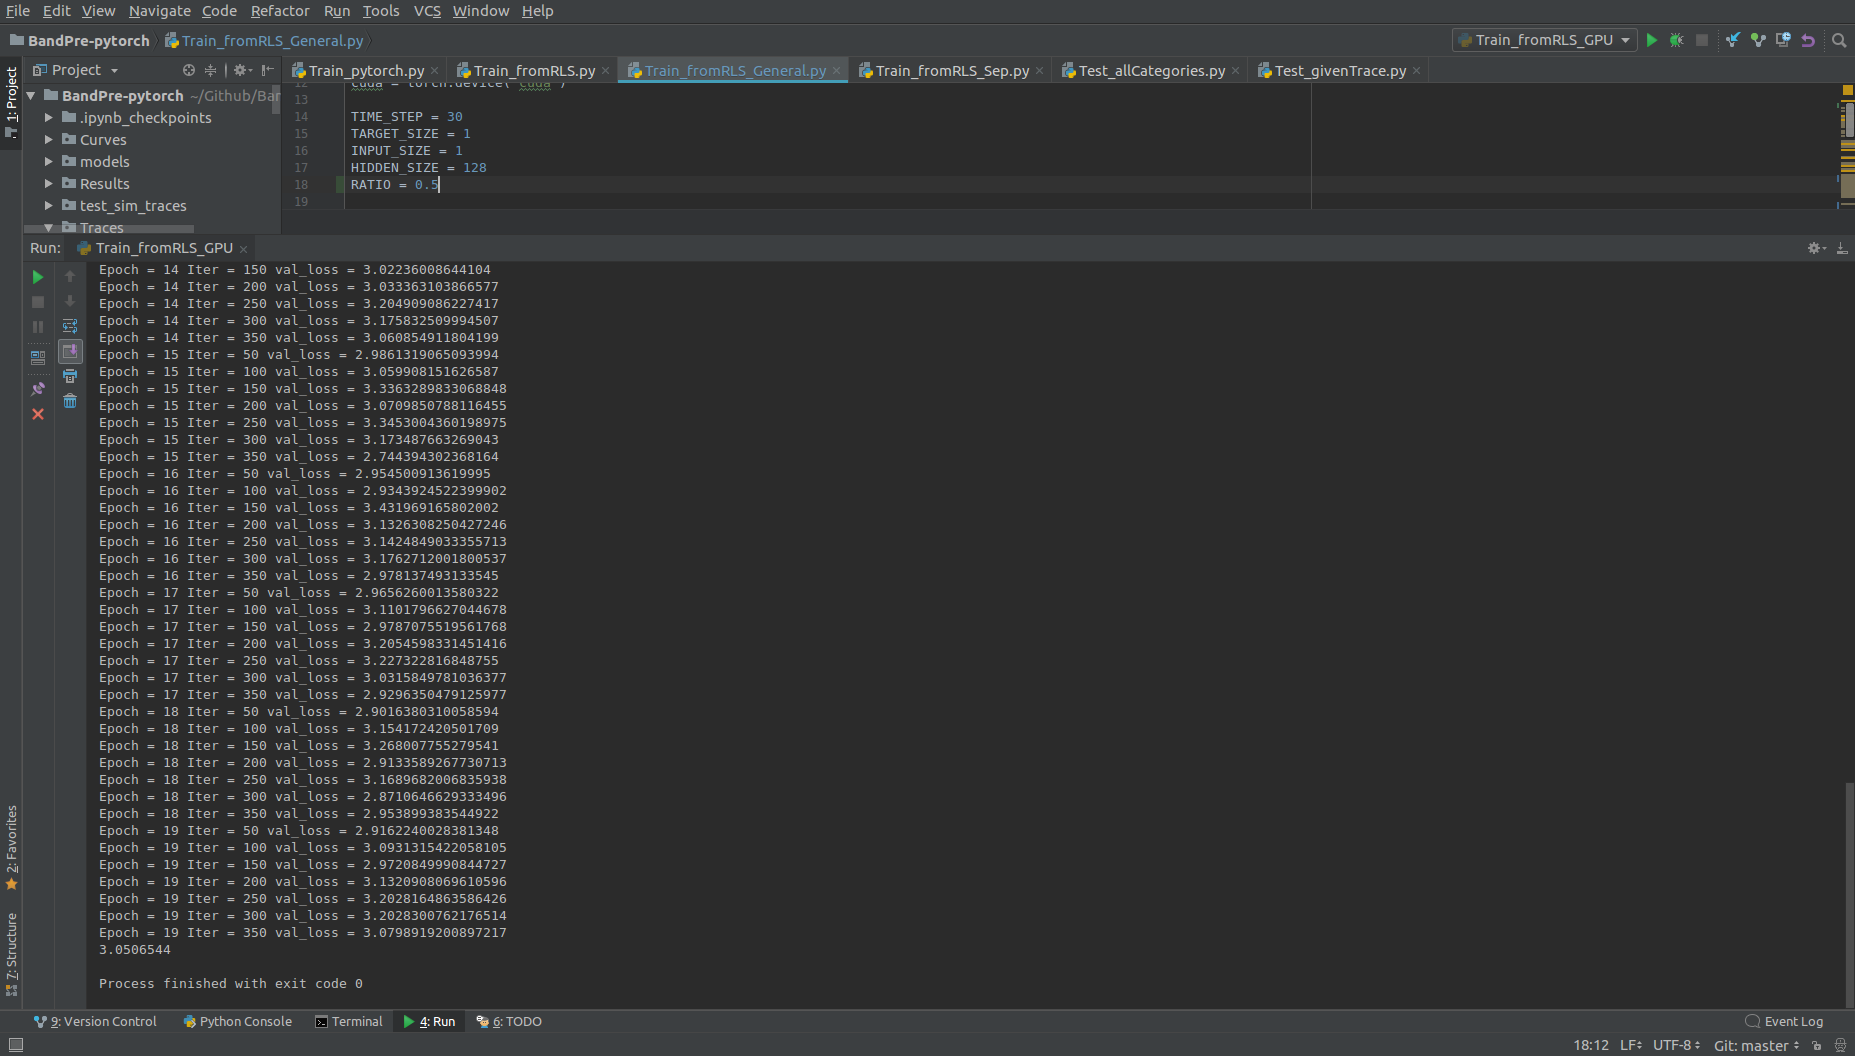 File Edit View Navigate Code Refactor Run Tools VCS Window Help
BandPre-pytorch Train_fromRLS_General.py Train_fromRLS_GPU
1: Project
Project
Train_pytorch.py Train_fromRLS.py Train_fromRLS_General.py Train_fromRLS_Sep.py Test_allCategories.py Test_givenTrace.py
BandPre-pytorch ~/Github/Bar
.ipynb_checkpoints
Curves
models
Results
test_sim_traces
Traces
12 cuda = torch.device("cuda")
13
14 TIME_STEP = 30
15 TARGET_SIZE = 1
16 INPUT_SIZE = 1
17 HIDDEN_SIZE = 128
18 RATIO = 0.5
19
Run: Train_fromRLS_GPU
Epoch = 14 Iter = 150 val_loss = 3.02236008644104
Epoch = 14 Iter = 200 val_loss = 3.033363103866577
Epoch = 14 Iter = 250 val_loss = 3.204909086227417
Epoch = 14 Iter = 300 val_loss = 3.175832509994507
Epoch = 14 Iter = 350 val_loss = 3.060854911804199
Epoch = 15 Iter = 50 val_loss = 2.9861319065093994
Epoch = 15 Iter = 100 val_loss = 3.059908151626587
Epoch = 15 Iter = 150 val_loss = 3.3363289833068848
Epoch = 15 Iter = 200 val_loss = 3.0709850788116455
Epoch = 15 Iter = 250 val_loss = 3.3453004360198975
Epoch = 15 Iter = 300 val_loss = 3.173487663269043
Epoch = 15 Iter = 350 val_loss = 2.744394302368164
Epoch = 16 Iter = 50 val_loss = 2.954500913619995
Epoch = 16 Iter = 100 val_loss = 2.9343924522399902
Epoch = 16 Iter = 150 val_loss = 3.431969165802002
Epoch = 16 Iter = 200 val_loss = 3.1326308250427246
Epoch = 16 Iter = 250 val_loss = 3.1424849033355713
Epoch = 16 Iter = 300 val_loss = 3.1762712001800537
Epoch = 16 Iter = 350 val_loss = 2.978137493133545
Epoch = 17 Iter = 50 val_loss = 2.9656260013580322
Epoch = 17 Iter = 100 val_loss = 3.1101796627044678
Epoch = 17 Iter = 150 val_loss = 2.9787075519561768
Epoch = 17 Iter = 200 val_loss = 3.2054598331451416
Epoch = 17 Iter = 250 val_loss = 3.227322816848755
Epoch = 17 Iter = 300 val_loss = 3.0315849781036377
Epoch = 17 Iter = 350 val_loss = 2.9296350479125977
Epoch = 18 Iter = 50 val_loss = 2.9016380310058594
Epoch = 18 Iter = 100 val_loss = 3.154172420501709
Epoch = 18 Iter = 150 val_loss = 3.268007755279541
Epoch = 18 Iter = 200 val_loss = 2.9133589267730713
Epoch = 18 Iter = 250 val_loss = 3.1689682006835938
Epoch = 18 Iter = 300 val_loss = 2.8710646629333496
Epoch = 18 Iter = 350 val_loss = 2.953899383544922
Epoch = 19 Iter = 50 val_loss = 2.9162240028381348
Epoch = 19 Iter = 100 val_loss = 3.0931315422058105
Epoch = 19 Iter = 150 val_loss = 2.9720849990844727
Epoch = 19 Iter = 200 val_loss = 3.1320908069610596
Epoch = 19 Iter = 250 val_loss = 3.2028164863586426
Epoch = 19 Iter = 300 val_loss = 3.2028300762176514
Epoch = 19 Iter = 350 val_loss = 3.0798919200897217
3.0506544
Process finished with exit code 0
2: Favorites
7: Structure
9: Version Control Python Console Terminal 4: Run 6: TODO Event Log
18:12 LF UTF-8 Git: master